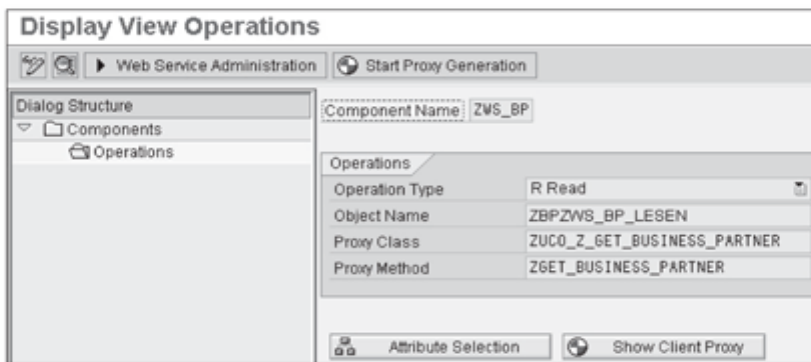 Display View Operations
Web Service Administration
Start Proxy Generation
Dialog Structure
Components
Operations
Component Name ZWS_BP
Operations
Operation Type R Read
Object Name ZBPZWS_BP_LESEN
Proxy Class ZUCO_Z_GET_BUSINESS_PARTNER
Proxy Method ZGET_BUSINESS_PARTNER
Attribute Selection
Show Client Proxy